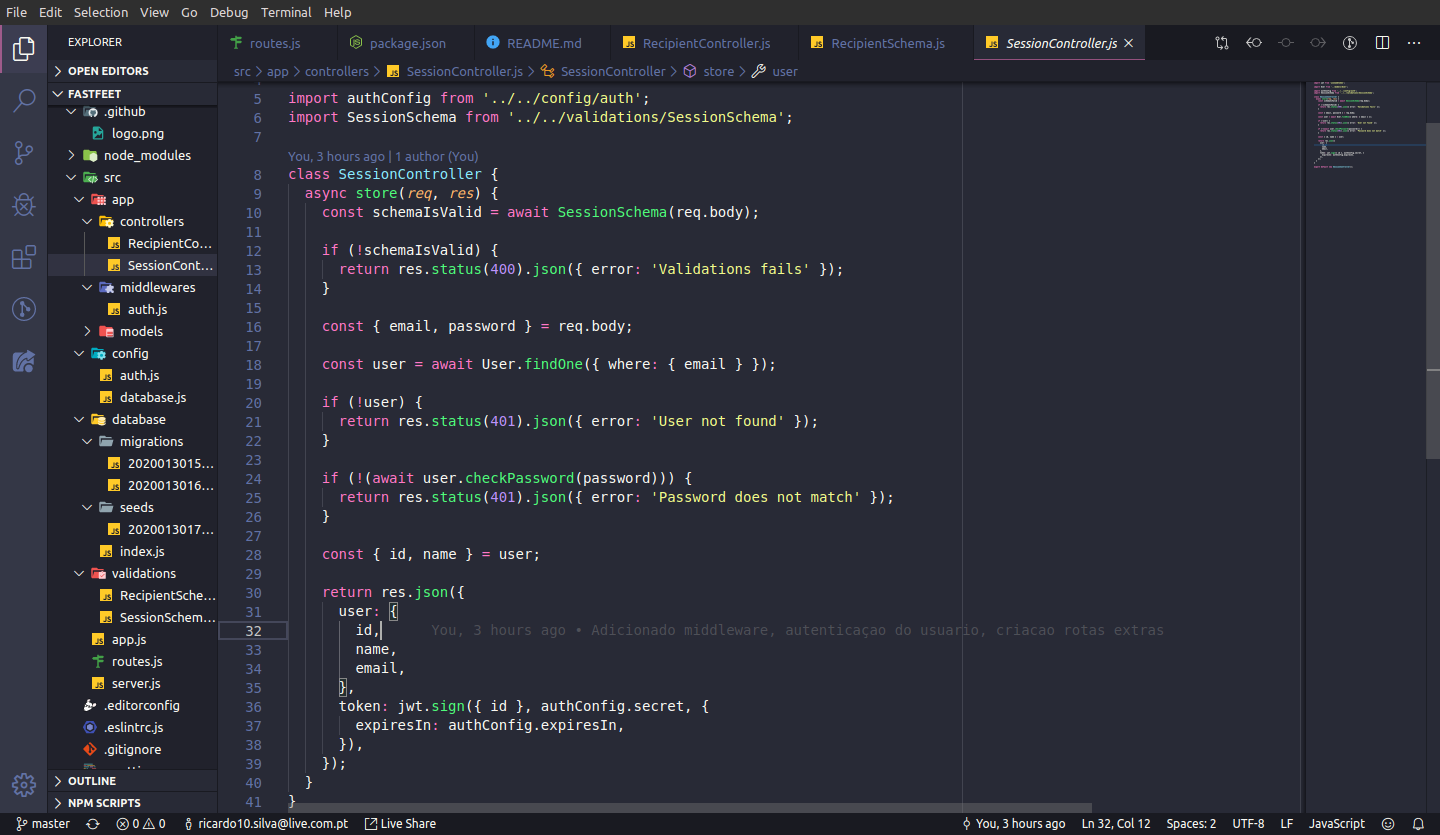 File Edit Selection View Go Debug Terminal Help
EXPLORER
OPEN EDITORS
FASTFEET
.github
logo.png
node_modules
src
app
controllers
RecipientCo...
SessionCont...
middlewares
auth.js
models
config
auth.js
database.js
database
migrations
2020013015...
2020013016...
seeds
2020013017...
index.js
validations
RecipientSche...
SessionSchem...
app.js
routes.js
server.js
.editorconfig
.eslintrc.js
.gitignore
OUTLINE
NPM SCRIPTS
routes.js package.json README.md RecipientController.js RecipientSchema.js SessionController.js
src > app > controllers > SessionController.js > SessionController > store > user
5 import authConfig from '../../config/auth';
6 import SessionSchema from '../../validations/SessionSchema';
7
You, 3 hours ago | 1 author (You)
8 class SessionController {
9 async store(req, res) {
10 const schemaIsValid = await SessionSchema(req.body);
11
12 if (!schemaIsValid) {
13 return res.status(400).json({ error: 'Validations fails' });
14 }
15
16 const { email, password } = req.body;
17
18 const user = await User.findOne({ where: { email } });
19
20 if (!user) {
21 return res.status(401).json({ error: 'User not found' });
22 }
23
24 if (!(await user.checkPassword(password))) {
25 return res.status(401).json({ error: 'Password does not match' });
26 }
27
28 const { id, name } = user;
29
30 return res.json({
31 user: {
32 id, You, 3 hours ago • Adicionado middleware, autenticaçao do usuario, criacao rotas extras
33 name,
34 email,
35 },
36 token: jwt.sign({ id }, authConfig.secret, {
37 expiresIn: authConfig.expiresIn,
38 }),
39 });
40 }
41 }
master 0 0 ricardo10.silva@live.com.pt Live Share You, 3 hours ago Ln 32, Col 12 Spaces: 2 UTF-8 LF JavaScript